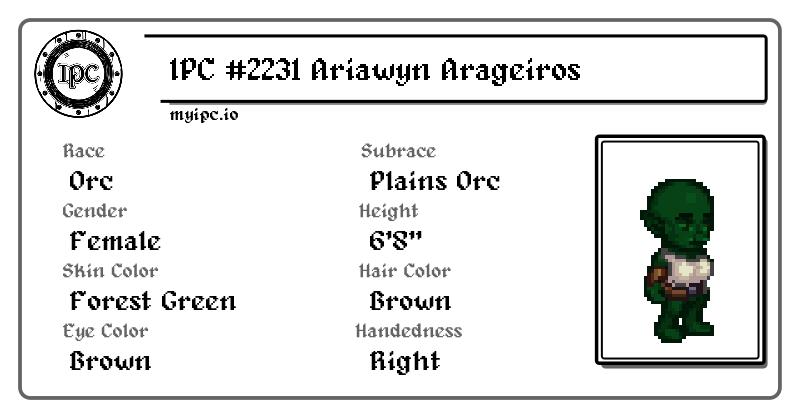 IPC
IPC #2231 Ariawyn Arageiros
myipc.io
Race
Orc
Subrace
Plains Orc
Gender
Female
Height
6'8"
Skin Color
Forest Green
Hair Color
Brown
Eye Color
Brown
Handedness
Right